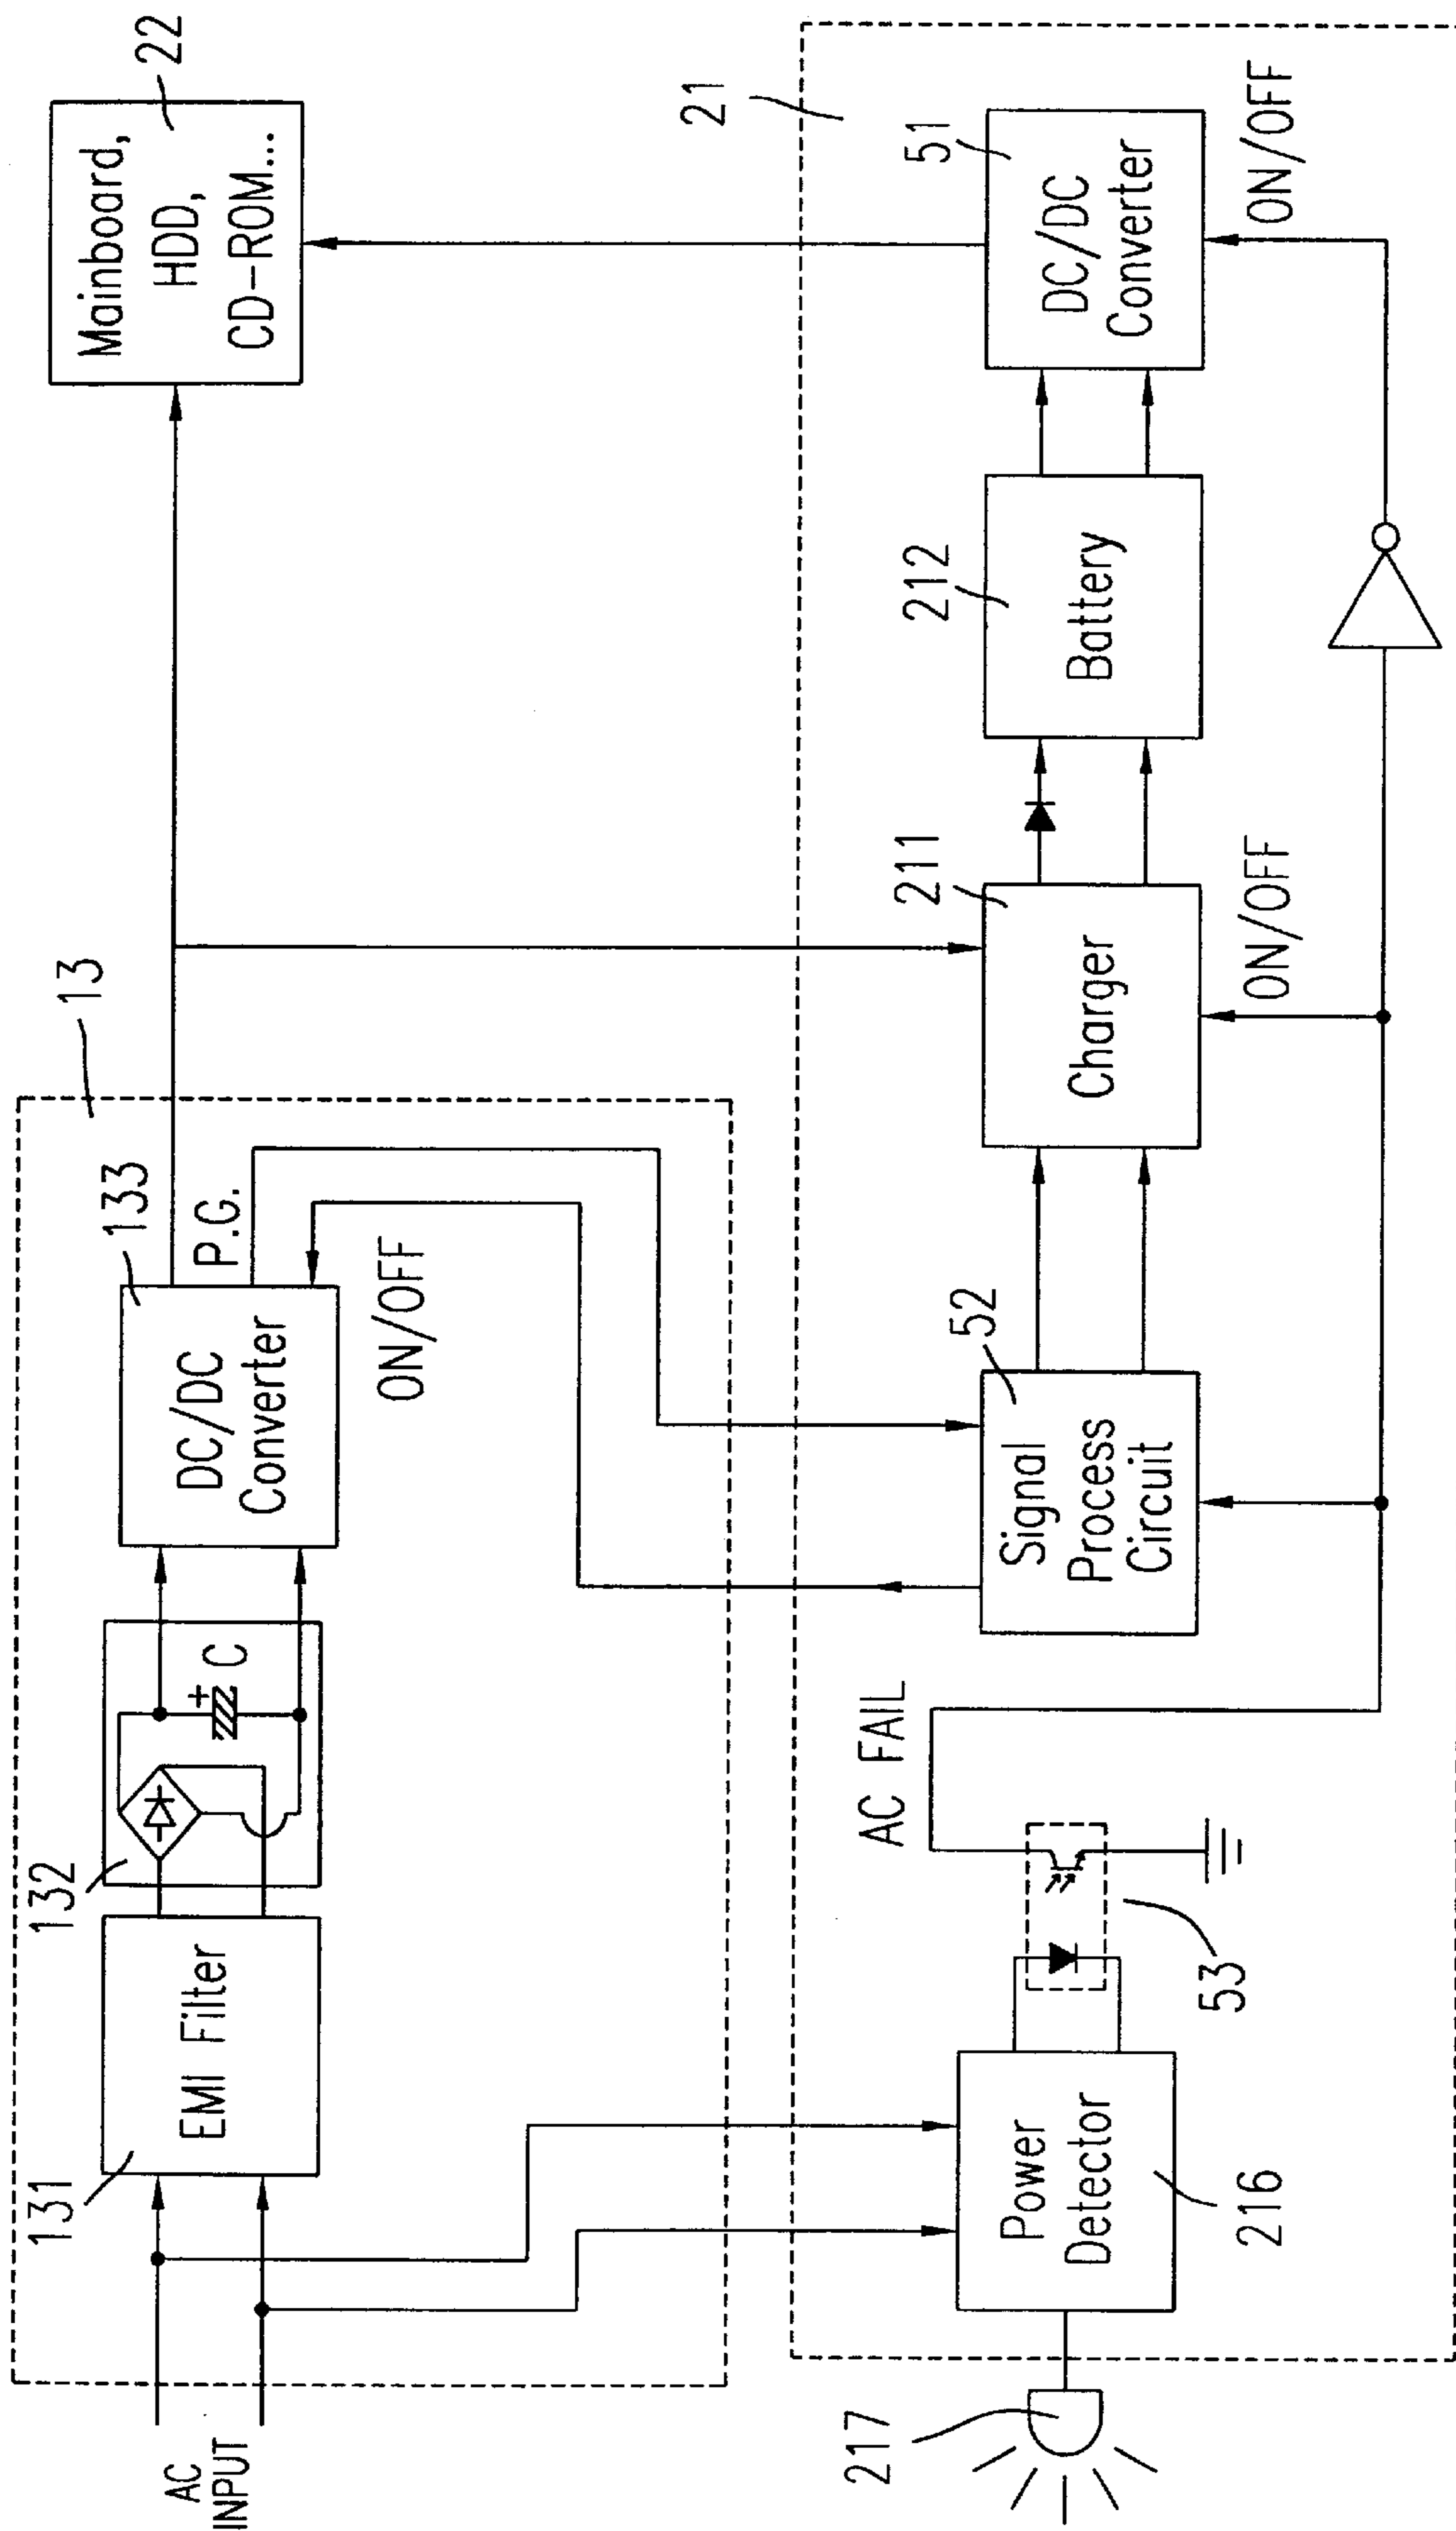 AC
INPUT
131
EMI Filter
132
+
C
133
DC/DC
Converter
P.G.
ON/OFF
13
Mainboard,
HDD,
CD-ROM...
22
217
Power
Detector
216
53
AC FAIL
Signal
Process
Circuit
52
Charger
211
ON/OFF
Battery
212
DC/DC
Converter
51
ON/OFF
21